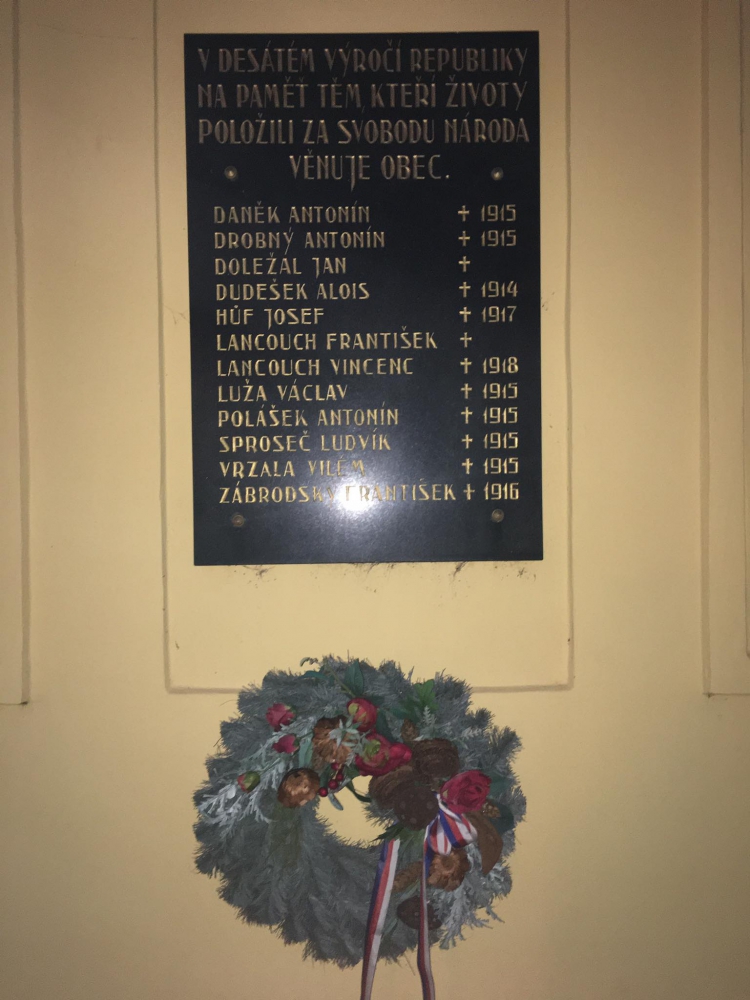 V DESÁTÉM VÝROČÍ REPUBLIKY
NA PAMĚŤ TĚM, KTEŘÍ ŽIVOTY
POLOŽILI ZA SVOBODU NÁRODA
VĚNUJE OBEC.
DANĚK ANTONÍN † 1915
DROBNÝ ANTONÍN † 1915
DOLEŽAL JAN †
DUDEŠEK ALOIS † 1914
HŮF JOSEF † 1917
LANCOUCH FRANTIŠEK †
LANCOUCH VINCENC † 1918
LUŽA VÁCLAV † 1915
POLÁŠEK ANTONÍN † 1915
SPROSEČ LUDVÍK † 1915
VRZALA VILÉM † 1915
ZÁBRODSKÝ FRANTIŠEK † 1916